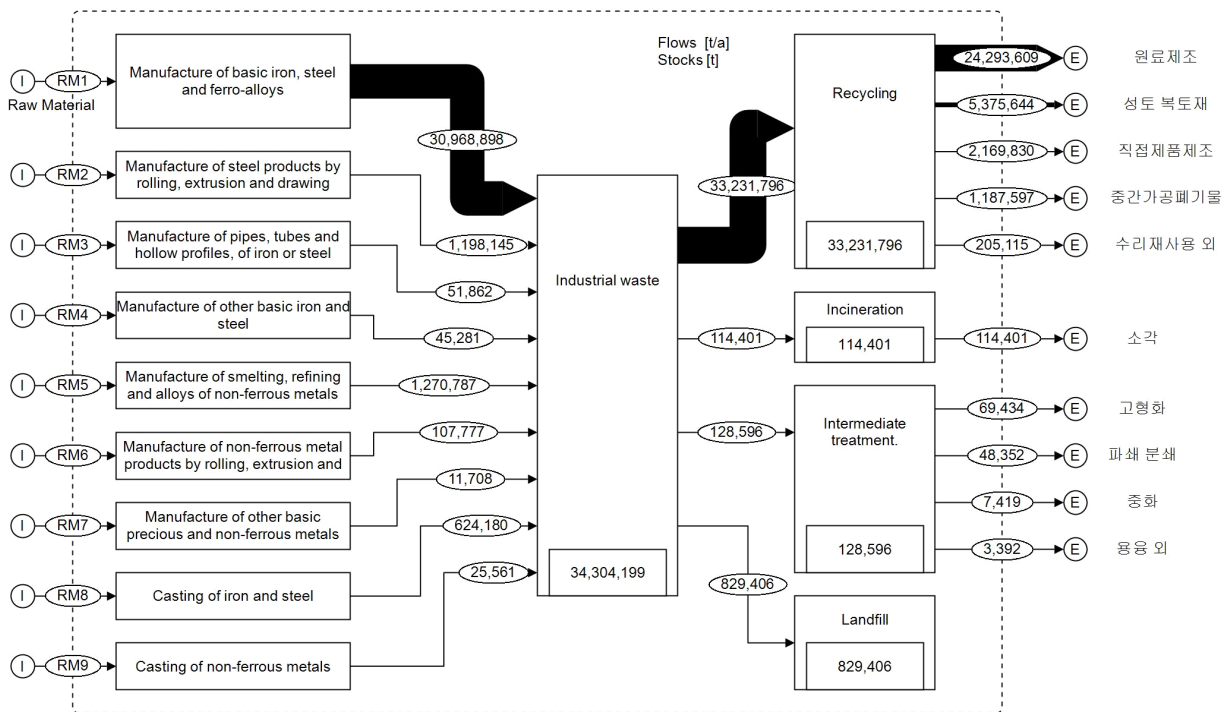 Flows [t/a]
Stocks [t]
I
RM1
Raw Material
Manufacture of basic iron, steel
and ferro-alloys
30,968,898
I
RM2
Manufacture of steel products by
rolling, extrusion and drawing
1,198,145
I
RM3
Manufacture of pipes, tubes and
hollow profiles, of iron or steel
51,862
I
RM4
Manufacture of other basic iron and
steel
45,281
I
RM5
Manufacture of smelting, refining
and alloys of non-ferrous metals
1,270,787
I
RM6
Manufacture of non-ferrous metal
products by rolling, extrusion and
107,777
I
RM7
Manufacture of other basic
precious and non-ferrous metals
11,708
I
RM8
Casting of iron and steel
624,180
I
RM9
Casting of non-ferrous metals
25,561
Industrial waste
34,304,199
33,231,796
114,401
128,596
829,406
Recycling
33,231,796
24,293,609
E
원료제조
5,375,644
E
성토 복토재
2,169,830
E
직접제품제조
1,187,597
E
중간가공폐기물
205,115
E
수리재사용 외
Incineration
114,401
114,401
E
소각
Intermediate
treatment.
128,596
69,434
E
고형화
48,352
E
파쇄 분쇄
7,419
E
중화
3,392
E
용융 외
Landfill
829,406